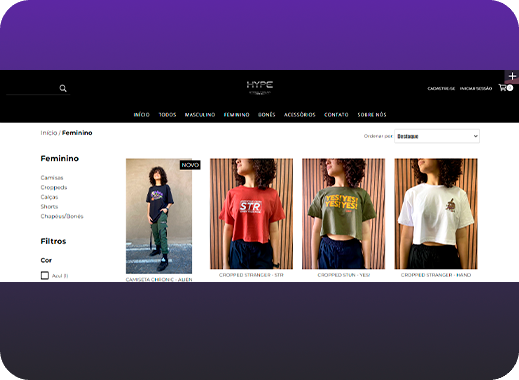 HYPE
CADASTRE-SE INICIAR SESSÃO
0
INÍCIO TODOS MASCULINO FEMININO BONÉS ACESSÓRIOS CONTATO SOBRE NÓS
Início / Feminino
Ordenar por: Destaque
Feminino
Camisas
Croppeds
Calças
Shorts
Chapéus/Bonés
Filtros
Cor
Azul (1)
NOVO
STR
YES! YES!
YES! YES!
CAMISETA CHRONIC - ALIEN
CROPPED STRANGER - STR
CROPPED STUN - YES!
CROPPED STRANGER - HAND